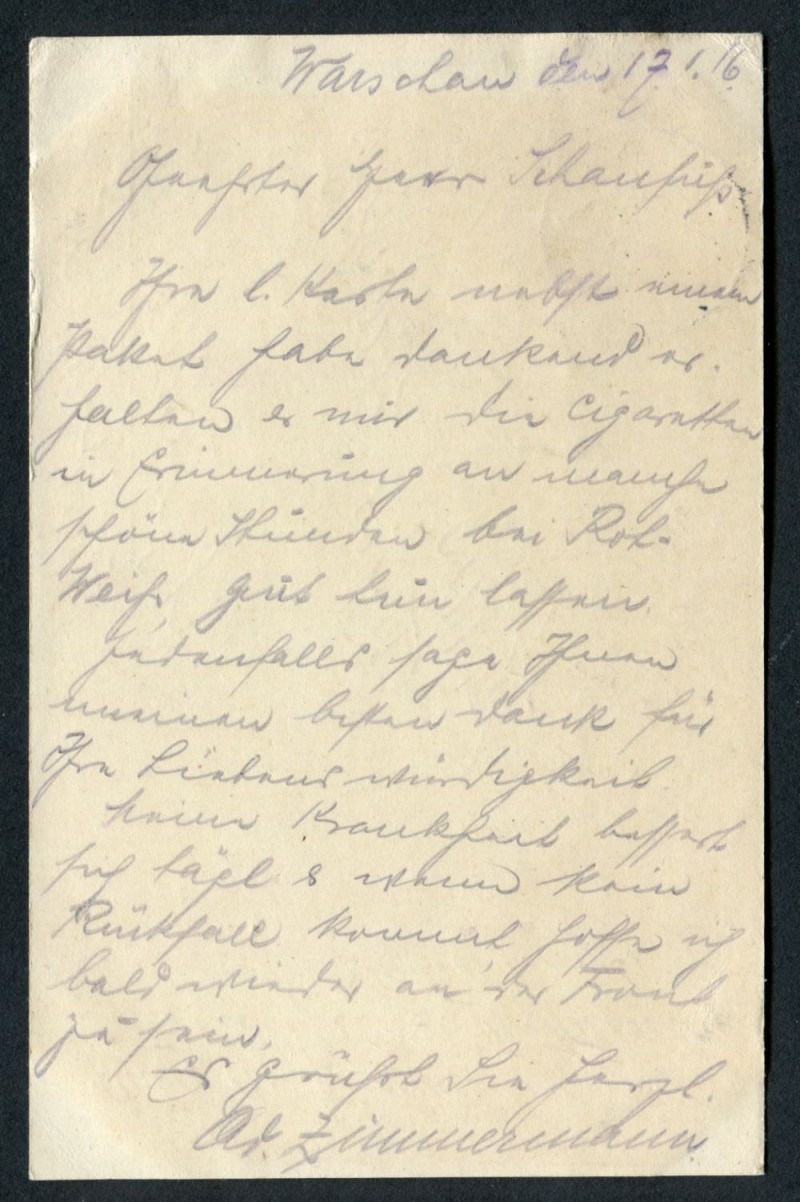 Warschau den 17.1.16.
Geehrter Herr Schaufuß
Ihre l. Karte nebst einem
Paket habe dankend er-
halten & mir die Cigaretten
in Erinnerung an manche
schöne Stunden bei Rot-
Weiß, gut tun lassen.
Jedenfalls sage Ihnen
meinen besten Dank für
Ihre Liebenswürdigkeit
Meine Krankheit bessert
sich tägl & wenn kein
Rückfall kommt, hoffe ich
bald wieder an der Front
zu sein.
Es grüßt Sie herzl.
Ad. Zimmermann.